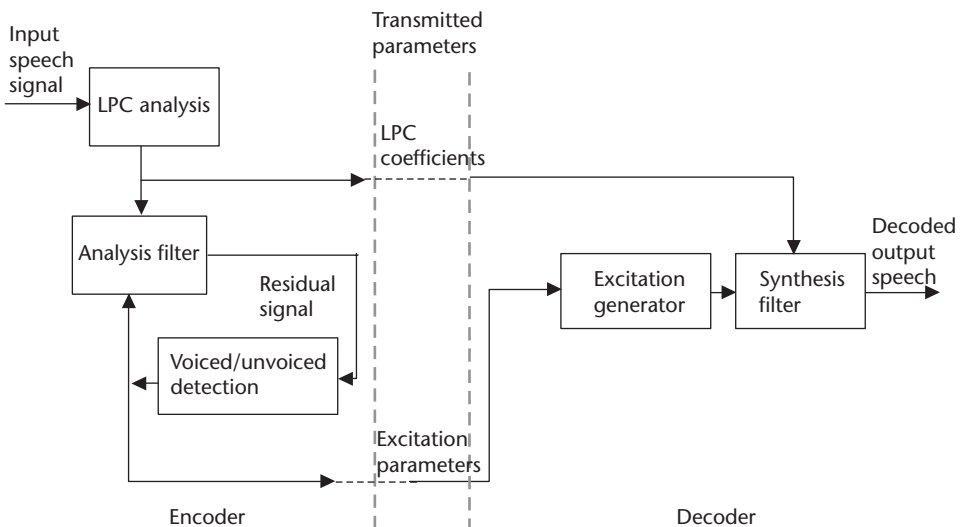 Input
speech
signal
LPC analysis
Transmitted
parameters
LPC
coefficients
Analysis filter
Residual
signal
Voiced/unvoiced
detection
Excitation
parameters
Excitation
generator
Synthesis
filter
Decoded
output
speech
Encoder
Decoder